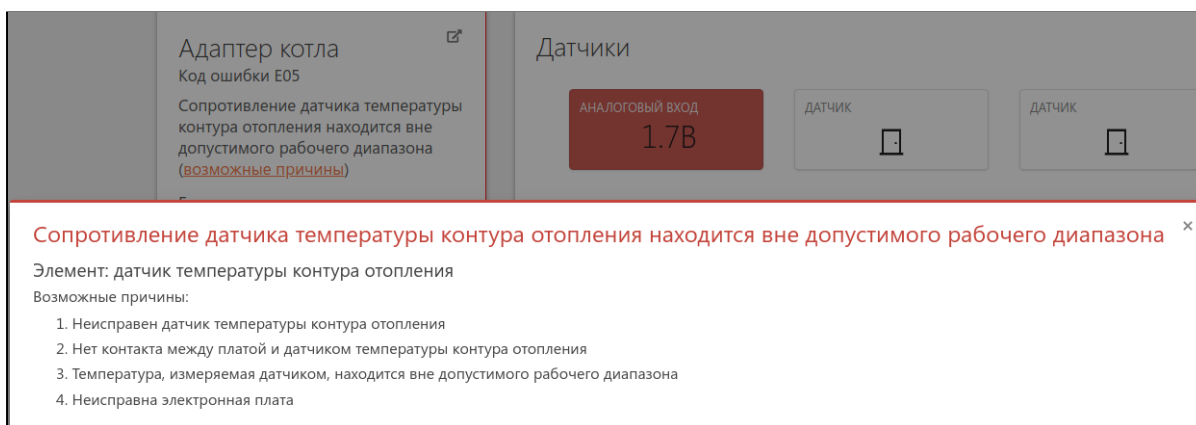 Адаптер котла
Код ошибки E05
Сопротивление датчика температуры
контура отопления находится вне
допустимого рабочего диапазона
(возможные причины)
Датчики
АНАЛОГОВЫЙ ВХОД
1.7В
ДАТЧИК
ДАТЧИК
Сопротивление датчика температуры контура отопления находится вне допустимого рабочего диапазона ×
Элемент: датчик температуры контура отопления
Возможные причины:
1. Неисправен датчик температуры контура отопления
2. Нет контакта между платой и датчиком температуры контура отопления
3. Температура, измеряемая датчиком, находится вне допустимого рабочего диапазона
4. Неисправна электронная плата